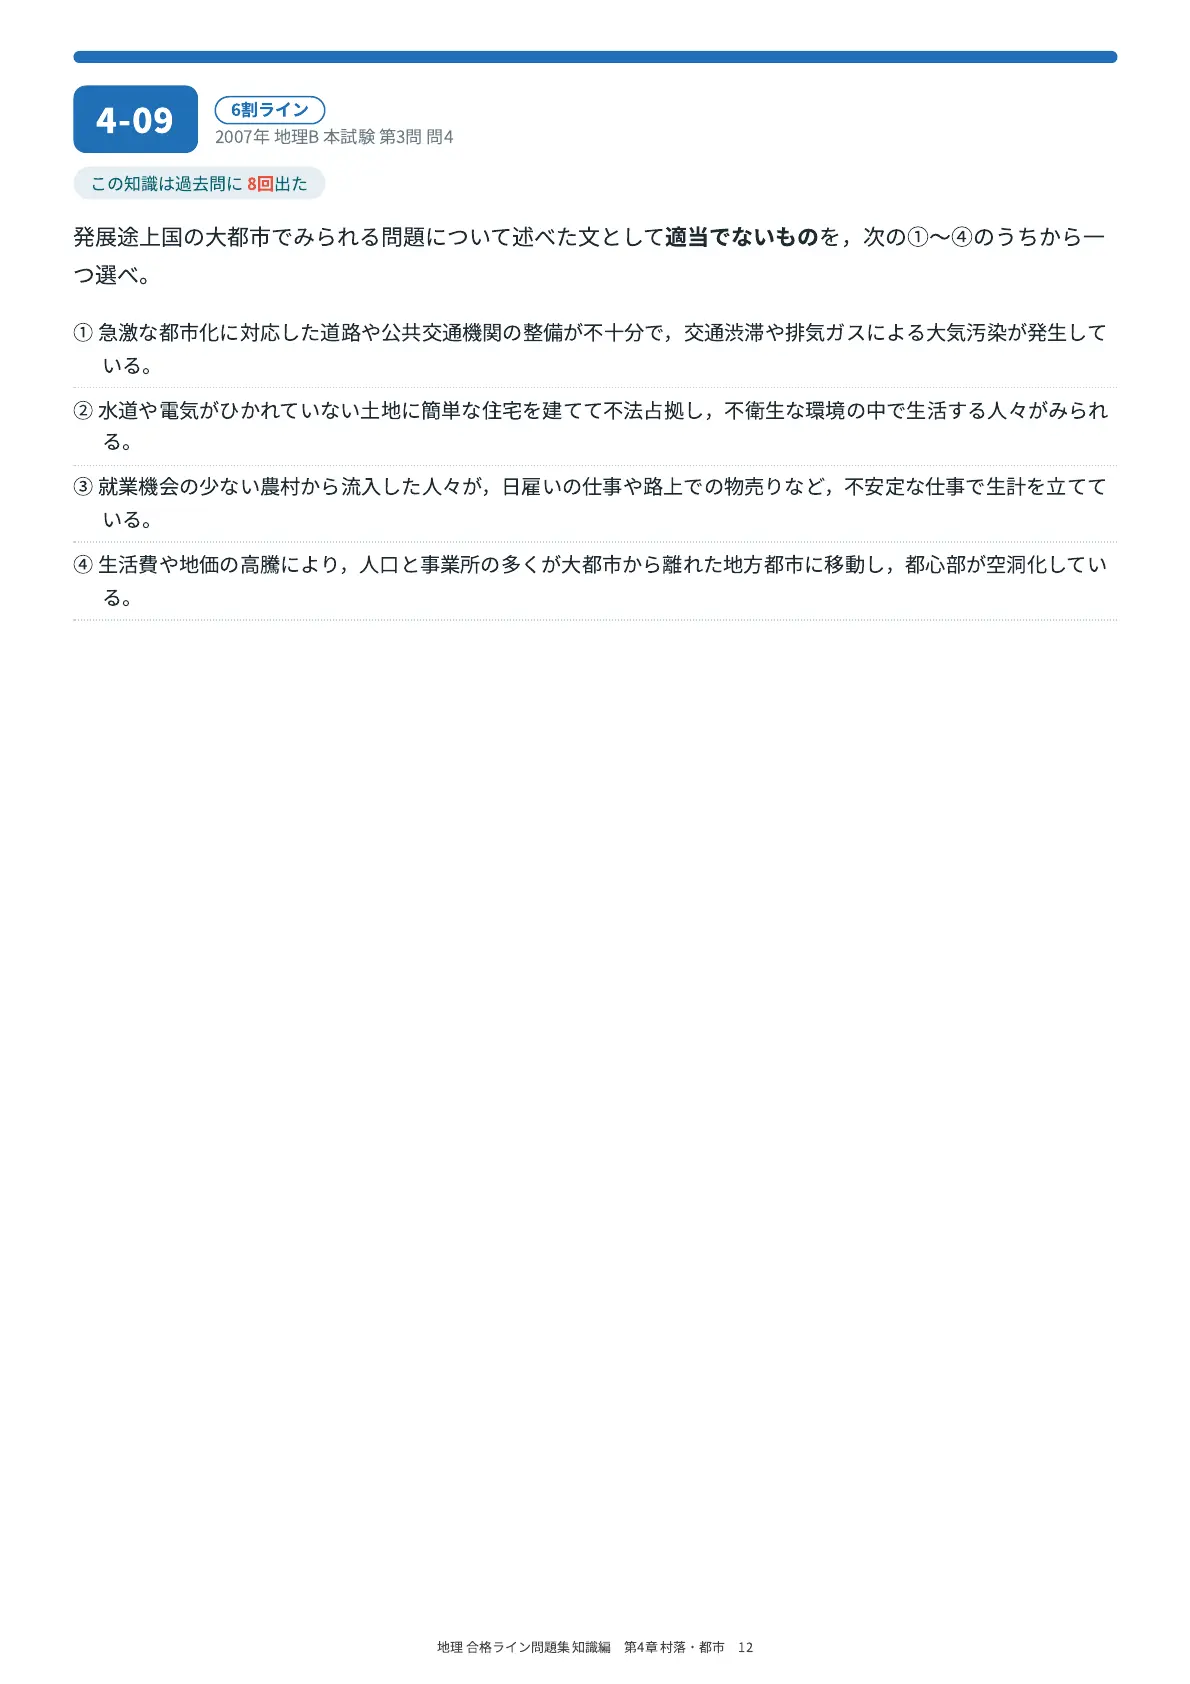 4-09
6割ライン
2007年 地理B 本試験 第3問 問4
この知識は過去問に 8回出た
発展途上国の大都市でみられる問題について述べた文として適当でないものを，次の①〜④のうちから一
つ選べ。
① 急激な都市化に対応した道路や公共交通機関の整備が不十分で，交通渋滞や排気ガスによる大気汚染が発生して
いる。
② 水道や電気がひかれていない土地に簡単な住宅を建てて不法占拠し，不衛生な環境の中で生活する人々がみられ
る。
③ 就業機会の少ない農村から流入した人々が，日雇いの仕事や路上での物売りなど，不安定な仕事で生計を立てて
いる。
④ 生活費や地価の高騰により，人口と事業所の多くが大都市から離れた地方都市に移動し，都心部が空洞化してい
る。
地理 合格ライン問題集 知識編　第4章 村落・都市　12